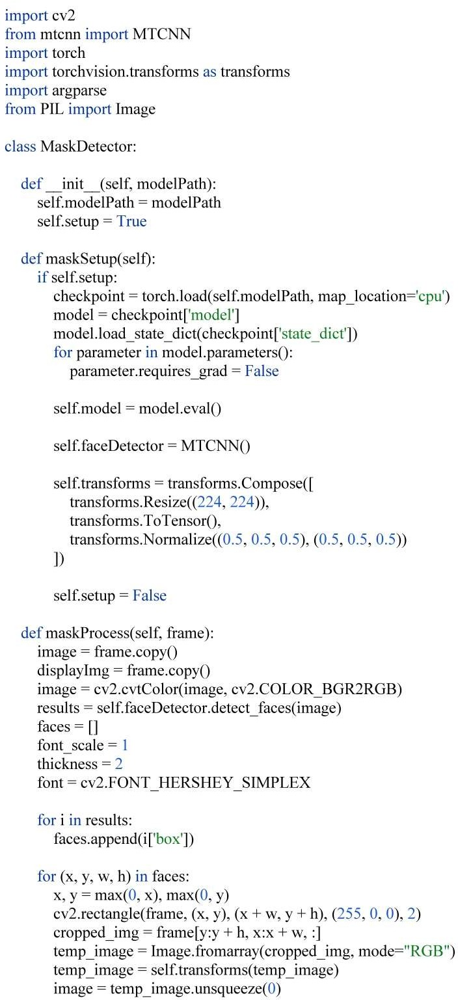 import cv2
from mtcnn import MTCNN
import torch
import torchvision.transforms as transforms
import argparse
from PIL import Image

class MaskDetector:

    def __init__(self, modelPath):
        self.modelPath = modelPath
        self.setup = True

    def maskSetup(self):
        if self.setup:
            checkpoint = torch.load(self.modelPath, map_location='cpu')
            model = checkpoint['model']
            model.load_state_dict(checkpoint['state_dict'])
            for parameter in model.parameters():
                parameter.requires_grad = False

            self.model = model.eval()

            self.faceDetector = MTCNN()

            self.transforms = transforms.Compose([
                transforms.Resize((224, 224)),
                transforms.ToTensor(),
                transforms.Normalize((0.5, 0.5, 0.5), (0.5, 0.5, 0.5))
            ])

            self.setup = False

    def maskProcess(self, frame):
        image = frame.copy()
        displayImg = frame.copy()
        image = cv2.cvtColor(image, cv2.COLOR_BGR2RGB)
        results = self.faceDetector.detect_faces(image)
        faces = []
        font_scale = 1
        thickness = 2
        font = cv2.FONT_HERSHEY_SIMPLEX

        for i in results:
            faces.append(i['box'])

        for (x, y, w, h) in faces:
            x, y = max(0, x), max(0, y)
            cv2.rectangle(frame, (x, y), (x + w, y + h), (255, 0, 0), 2)
            cropped_img = frame[y:y + h, x:x + w, :]
            temp_image = Image.fromarray(cropped_img, mode="RGB")
            temp_image = self.transforms(temp_image)
            image = temp_image.unsqueeze(0)